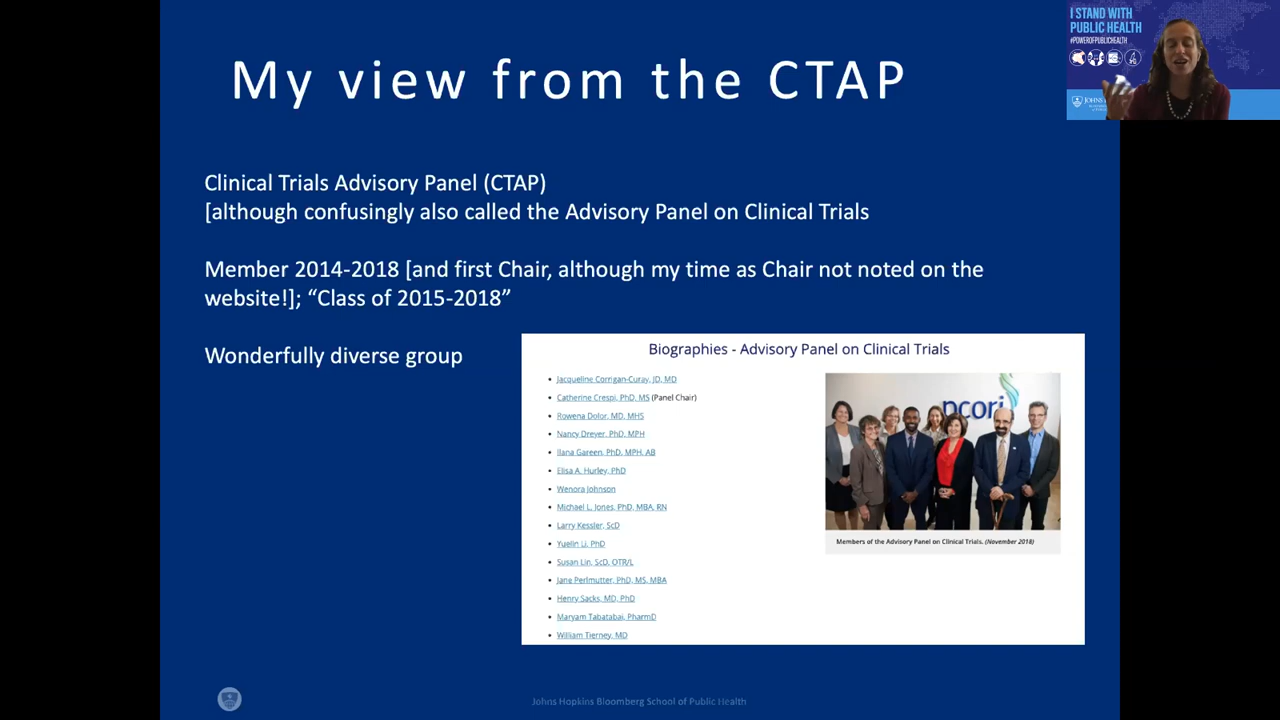 My view from the CTAP
I STAND WITH
PUBLIC HEALTH
#POWEROFPUBLICHEALTH
JOHNS
Clinical Trials Advisory Panel (CTAP)
[although confusingly also called the Advisory Panel on Clinical Trials
Member 2014-2018 [and first Chair, although my time as Chair not noted on the
website!]; “Class of 2015-2018”
Wonderfully diverse group
Biographies - Advisory Panel on Clinical Trials
Jacqueline Corrigan-Curay, JD, MD
Catherine Crespi, PhD, MS (Panel Chair)
Rowena Dolor, MD, MHS
Nancy Dreyer, PhD, MPH
Ilana Gareen, PhD, MPH, AB
Elisa A. Hurley, PhD
Wenora Johnson
Michael L. Jones, PhD, MBA, RN
Larry Kessler, ScD
Yuelin Li, PhD
Susan Lin, ScD, OTR/L
Jane Perlmutter, PhD, MS, MBA
Henry Sacks, MD, PhD
Maryam Tabatabai, PharmD
William Tierney, MD
pcori
Members of the Advisory Panel on Clinical Trials. (November 2018)
Johns Hopkins Bloomberg School of Public Health